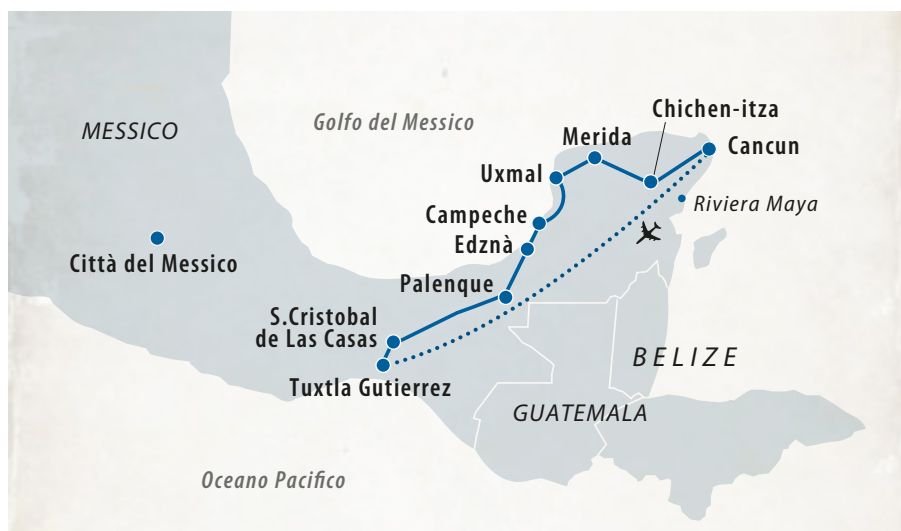 Chichen-itza
Golfo del Messico
MESSICO
Merida
Cancun
Uxmal
Riviera Maya
Campeche
Edznà
Città del Messico
Palenque
S.Cristobal
de Las Casas
BELIZE
Tuxtla Gutierrez
GUATEMALA
Oceano Pacifico